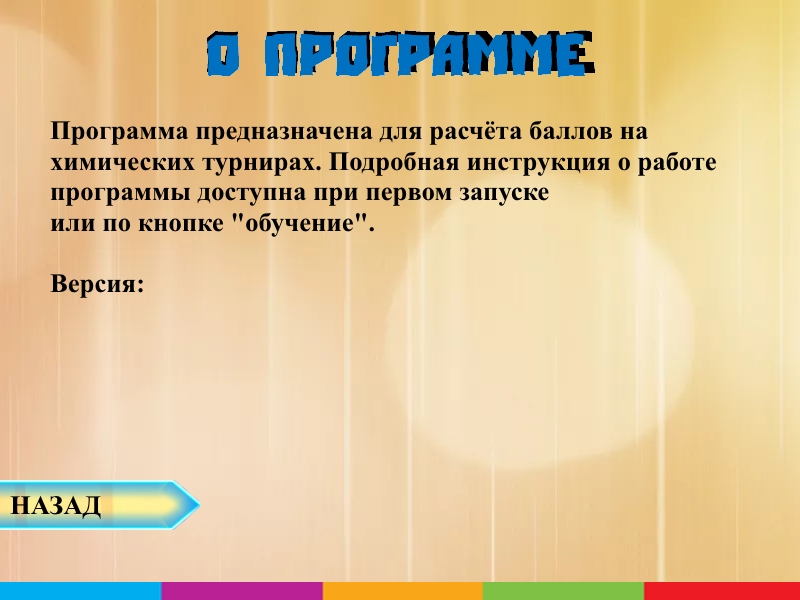 О ПРОГРАММЕ
Программа предназначена для расчёта баллов на
химических турнирах. Подробная инструкция о работе
программы доступна при первом запуске
или по кнопке "обучение".
Версия:
НАЗАД